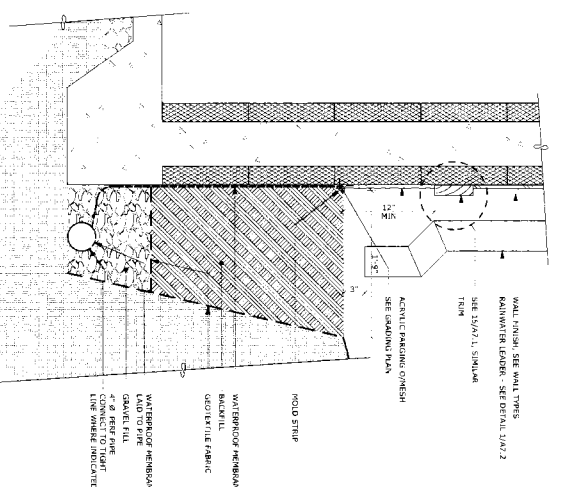 WALL FINISH, SEE WALL TYPES
RAINWATER LEADER - SEE DETAIL 1/A7.2
SEE 15/A7.1, SIMILAR
TRIM
ACRYLIC PARGING O/MESH
SEE GRADING PLAN
12"
MIN
1'-9"
3"
MOLD STRIP
WATERPROOF MEMBRAN
BACKFILL
GEOTEXTILE FABRIC
WATERPROOF MEMBRAN
LAID TO PIPE
GRAVEL FILL
4" Ø PERF PIPE
CONNECT TO TIGHT
LINE WHERE INDICATED